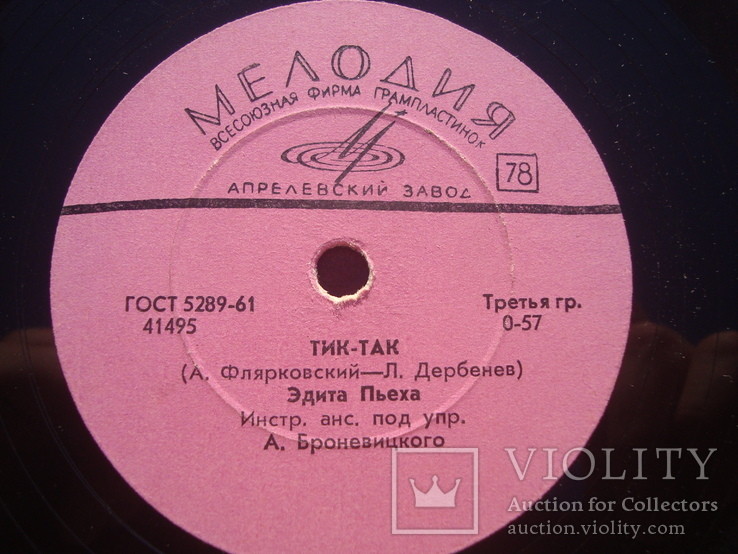 МЕЛОДИЯ
ВСЕСОЮЗНАЯ ФИРМА ГРАМПЛАСТИНОК
78
АПРЕЛЕВСКИЙ ЗАВОД
ГОСТ 5289-61
41495
Третья гр.
0-57
ТИК-ТАК
(А. Флярковский—Л. Дербенев)
Эдита Пьеха
Инстр. анс. под упр.
А. Броневицкого
VIOLITY
Auction for Collectors
auction.violity.com